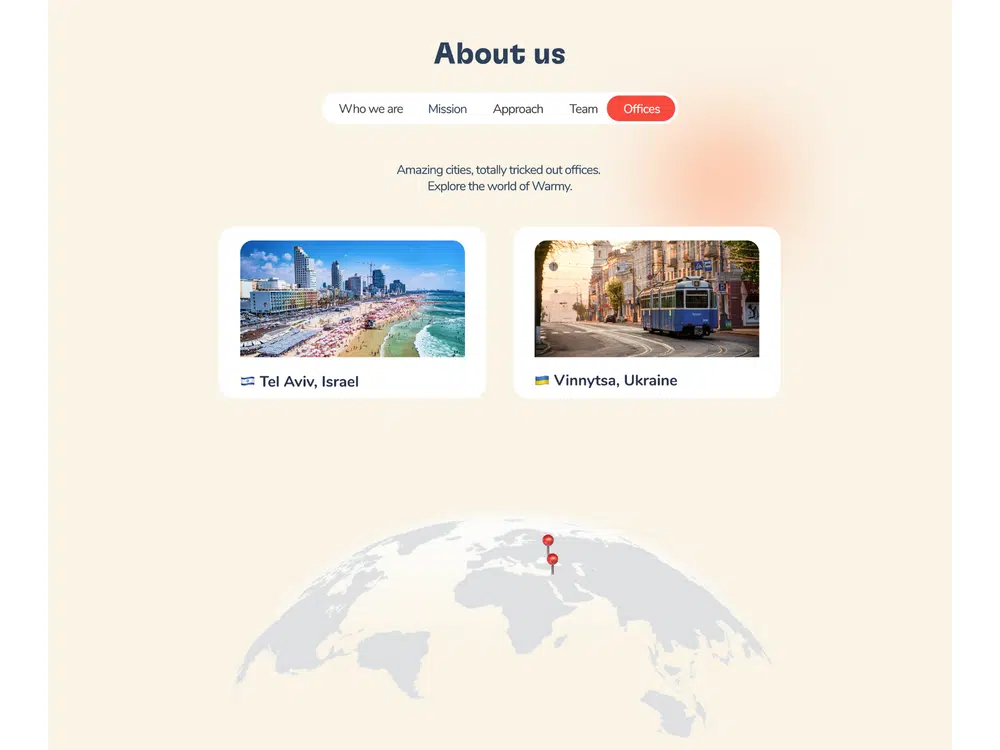 About us
Who we are Mission Approach Team Offices
Amazing cities, totally tricked out offices.
Explore the world of Warmy.
🇮🇱 Tel Aviv, Israel
🇺🇦 Vinnytsa, Ukraine